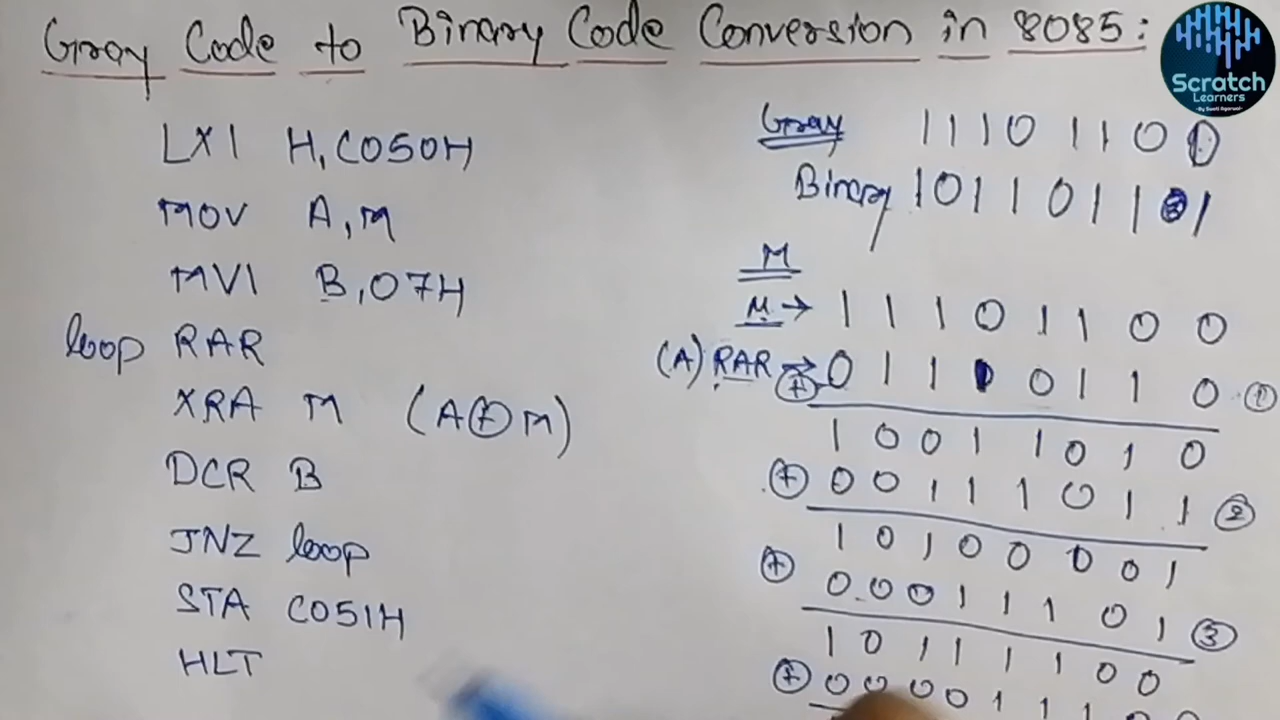 Gray Code to Binary Code Conversion in 8085:
Scratch
Learners
-By Swati Agarwal-
LXI H, C050H
MOV A, M
MVI B, 07H
loop RAR
XRA M (A⊕M)
DCR B
JNZ loop
STA C051H
HLT
Gray 1 1 1 0 1 1 0 0
Binary 1 0 1 1 0 1 1 1
M
M → 1 1 1 0 1 1 0 0
(A) RAR → ⊕ 0 1 1 1 0 1 1 0 ①
1 0 0 1 1 0 1 0
⊕ 0 0 1 1 1 0 1 1 ②
1 0 1 0 0 0 0 1
⊕ 0 0 0 1 1 1 0 1 ③
1 0 1 1 1 1 0 0
⊕ 0 0 0 0 1 1 1